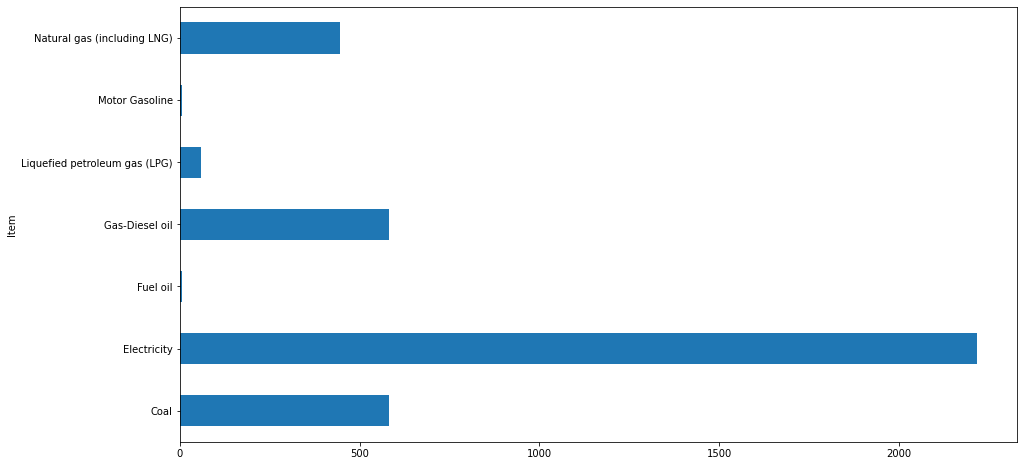 Natural gas (including LNG)
Motor Gasoline
Liquefied petroleum gas (LPG)
Gas-Diesel oil
Fuel oil
Electricity
Coal
Item
0 500 1000 1500 2000